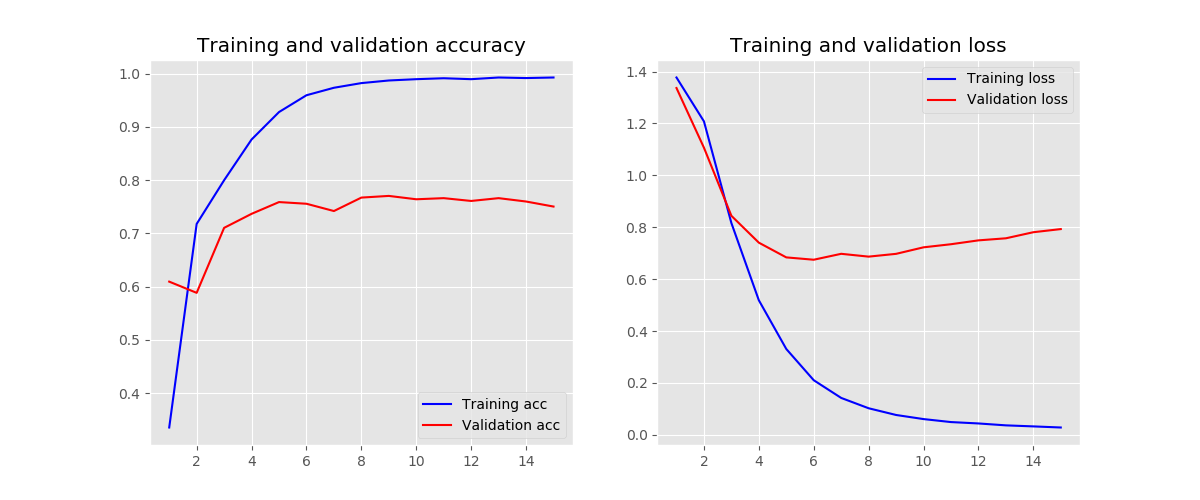 Training and validation accuracy
1.0
0.9
0.8
0.7
0.6
0.5
0.4
2 4 6 8 10 12 14
Training acc
Validation acc
Training and validation loss
1.4
1.2
1.0
0.8
0.6
0.4
0.2
0.0
2 4 6 8 10 12 14
Training loss
Validation loss